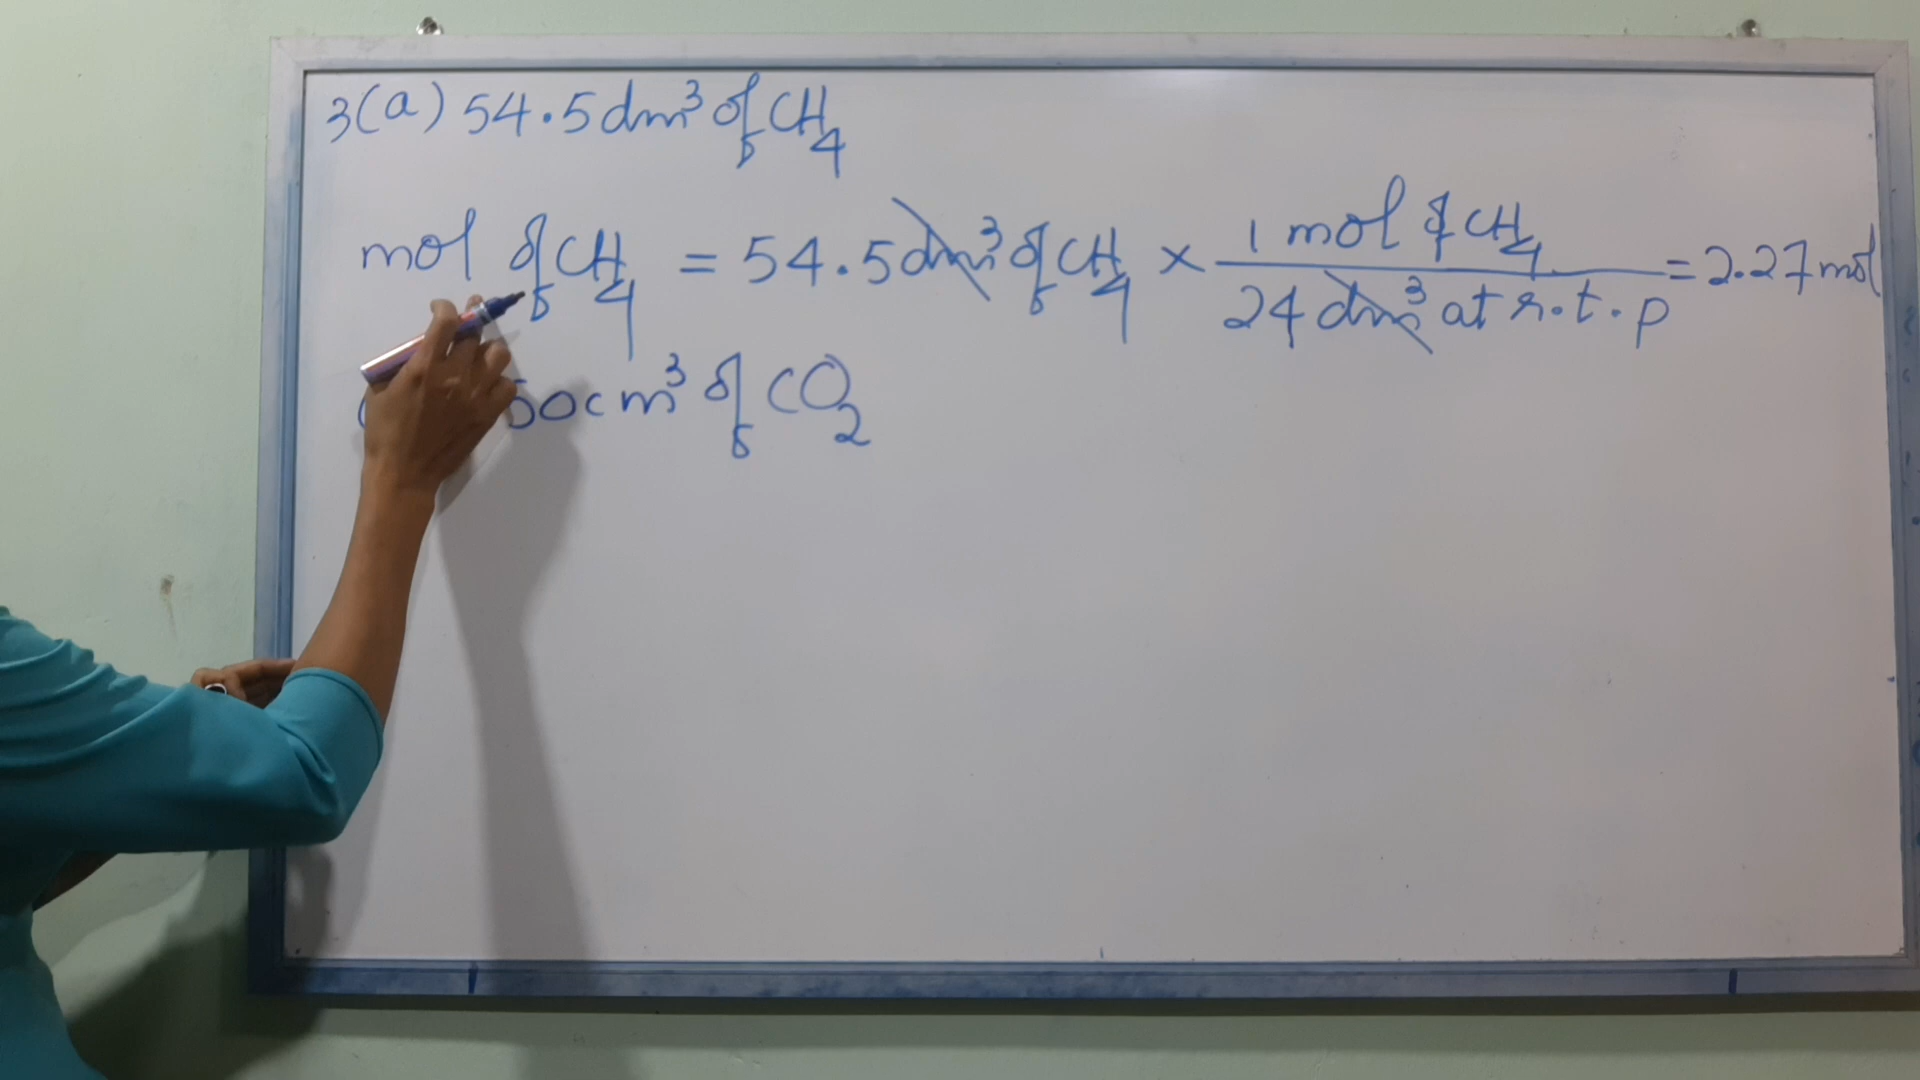 3(a) 54.5 dm³ of CH₄
mol of CH₄ = 54.5 dm³ of CH₄ × 1 mol of CH₄ / 24 dm³ at r.t.p = 2.27 mol
cm³ of CO₂